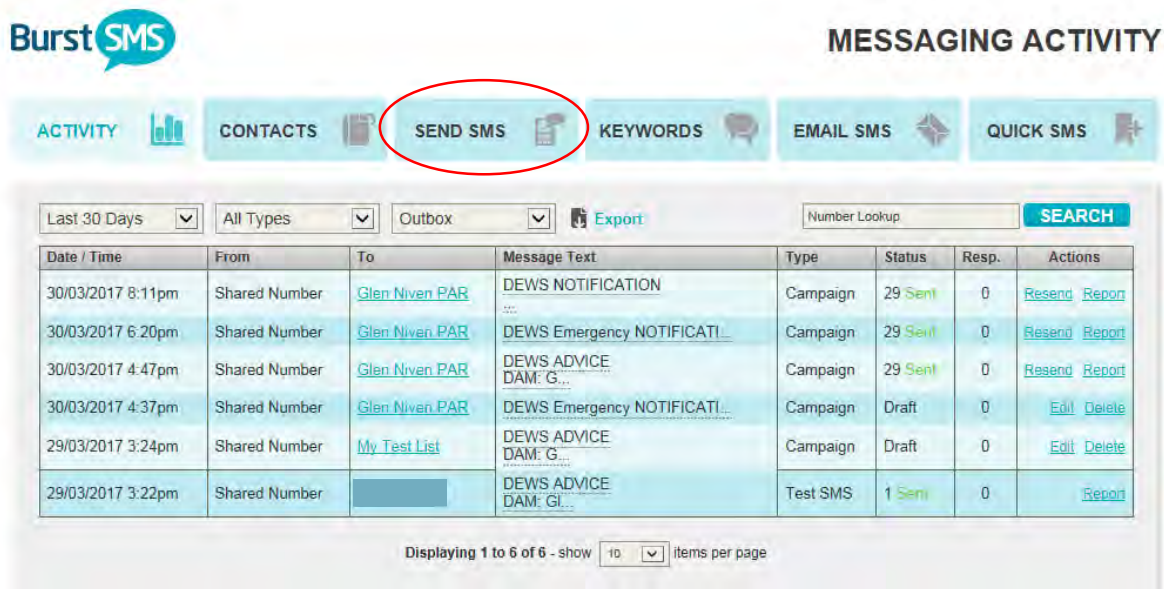 Burst SMS
MESSAGING ACTIVITY
ACTIVITY CONTACTS SEND SMS KEYWORDS EMAIL SMS QUICK SMS
Last 30 Days All Types Outbox Export Number Lookup SEARCH
Date / Time From To Message Text Type Status Resp. Actions
30/03/2017 8:11pm Shared Number Glen Niven PAR DEWS NOTIFICATION Campaign 29 Sent 0 Resend Report
...
30/03/2017 6:20pm Shared Number Glen Niven PAR DEWS Emergency NOTIFICATI... Campaign 29 Sent 0 Resend Report
30/03/2017 4:47pm Shared Number Glen Niven PAR DEWS ADVICE Campaign 29 Sent 0 Resend Report
DAM: G...
30/03/2017 4:37pm Shared Number Glen Niven PAR DEWS Emergency NOTIFICATI... Campaign Draft 0 Edit Delete
29/03/2017 3:24pm Shared Number My Test List DEWS ADVICE Campaign Draft 0 Edit Delete
DAM: G...
29/03/2017 3:22pm Shared Number DEWS ADVICE Test SMS 1 Sent 0 Report
DAM: Gl...
Displaying 1 to 6 of 6 - show 10 items per page